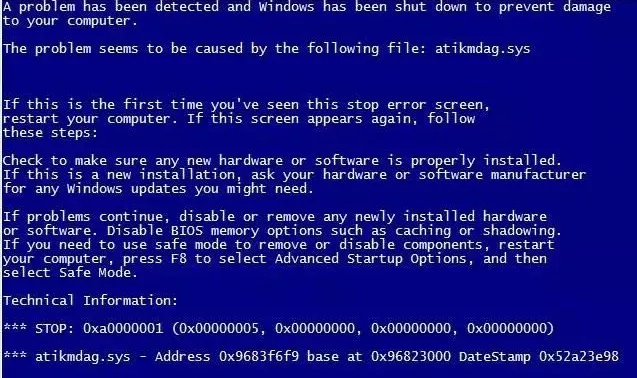 A problem has been detected and Windows has been shut down to prevent damage
to your computer.
The problem seems to be caused by the following file: atikmdag.sys
If this is the first time you've seen this stop error screen,
restart your computer. If this screen appears again, follow
these steps:
Check to make sure any new hardware or software is properly installed.
If this is a new installation, ask your hardware or software manufacturer
for any Windows updates you might need.
If problems continue, disable or remove any newly installed hardware
or software. Disable BIOS memory options such as caching or shadowing.
If you need to use safe mode to remove or disable components, restart
your computer, press F8 to select Advanced Startup Options, and then
select Safe Mode.
Technical Information:
*** STOP: 0xa0000001 (0x00000005, 0x00000000, 0x00000000, 0x00000000)
*** atikmdag.sys - Address 0x9683f6f9 base at 0x96823000 DateStamp 0x52a23e98